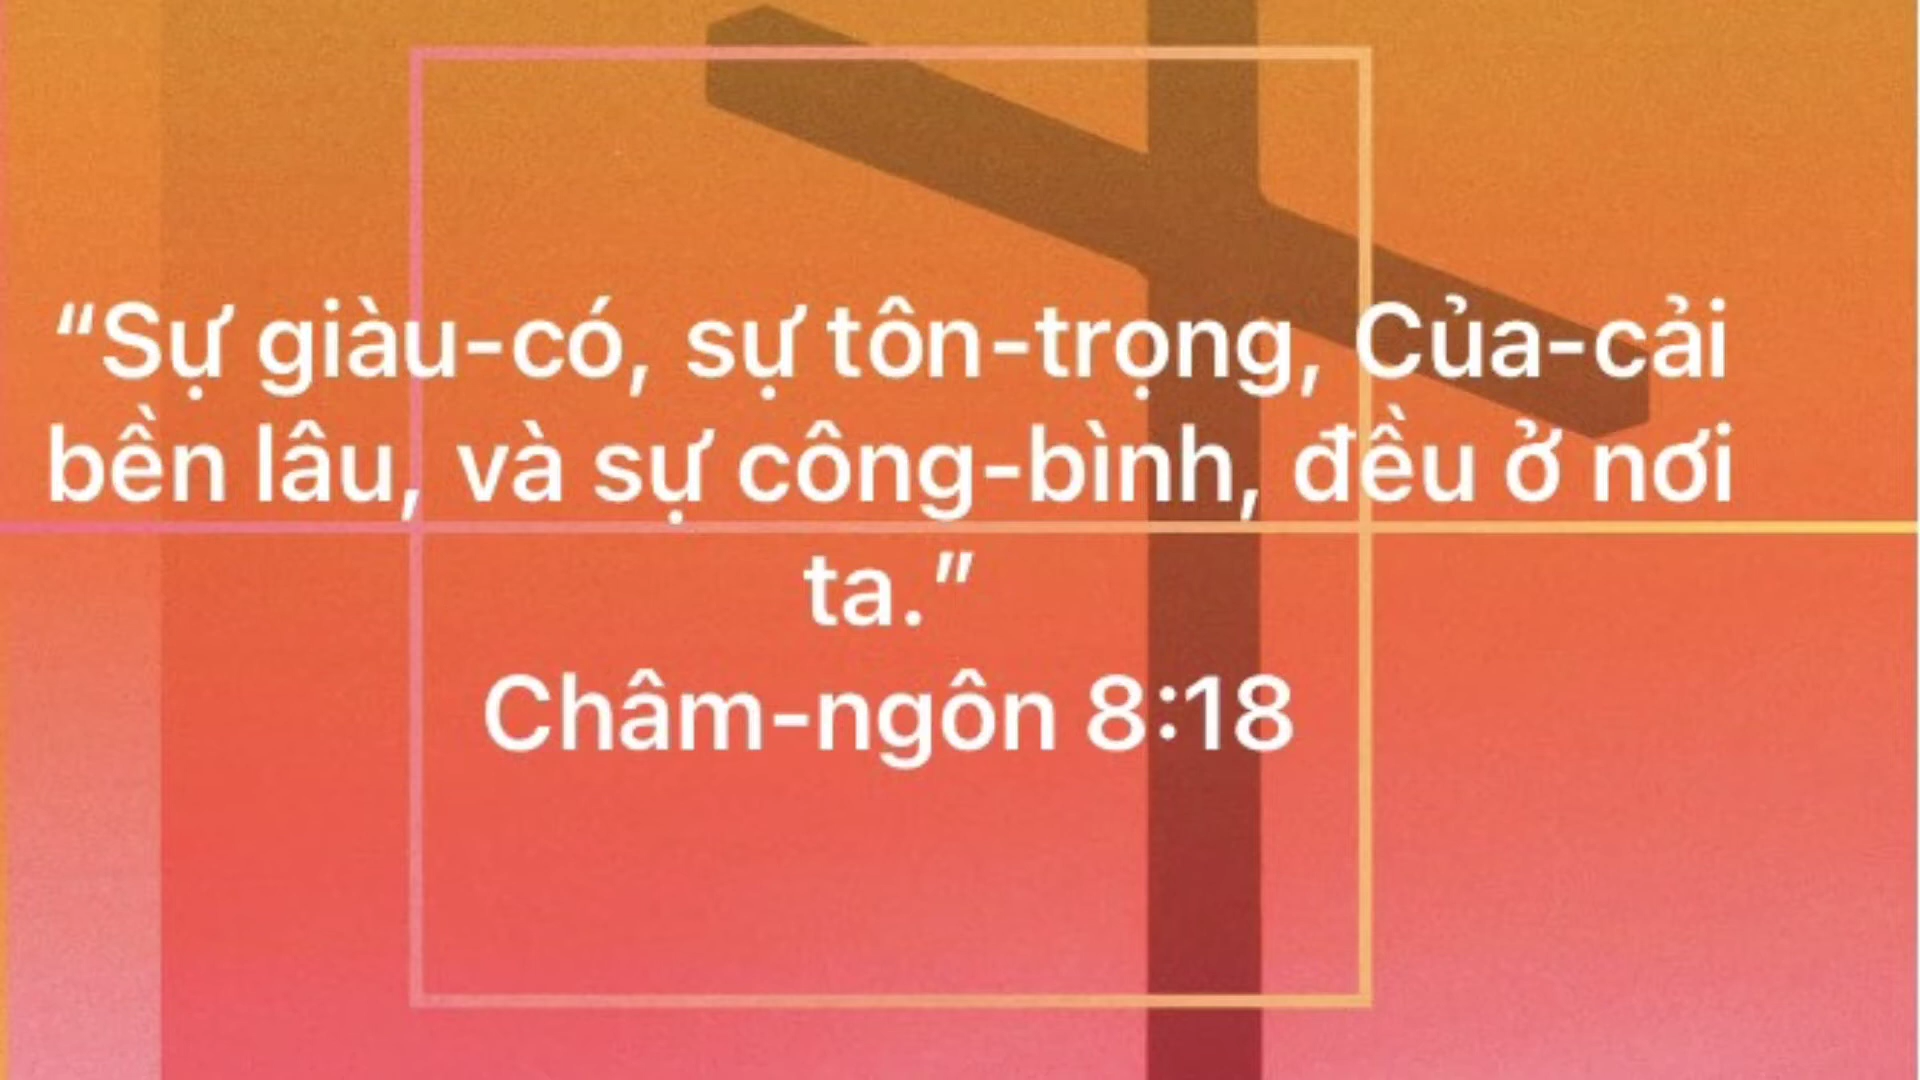 “Sự giàu-có, sự tôn-trọng, Của-cải
bền lâu, và sự công-bình, đều ở nơi
ta.”
Châm-ngôn 8:18